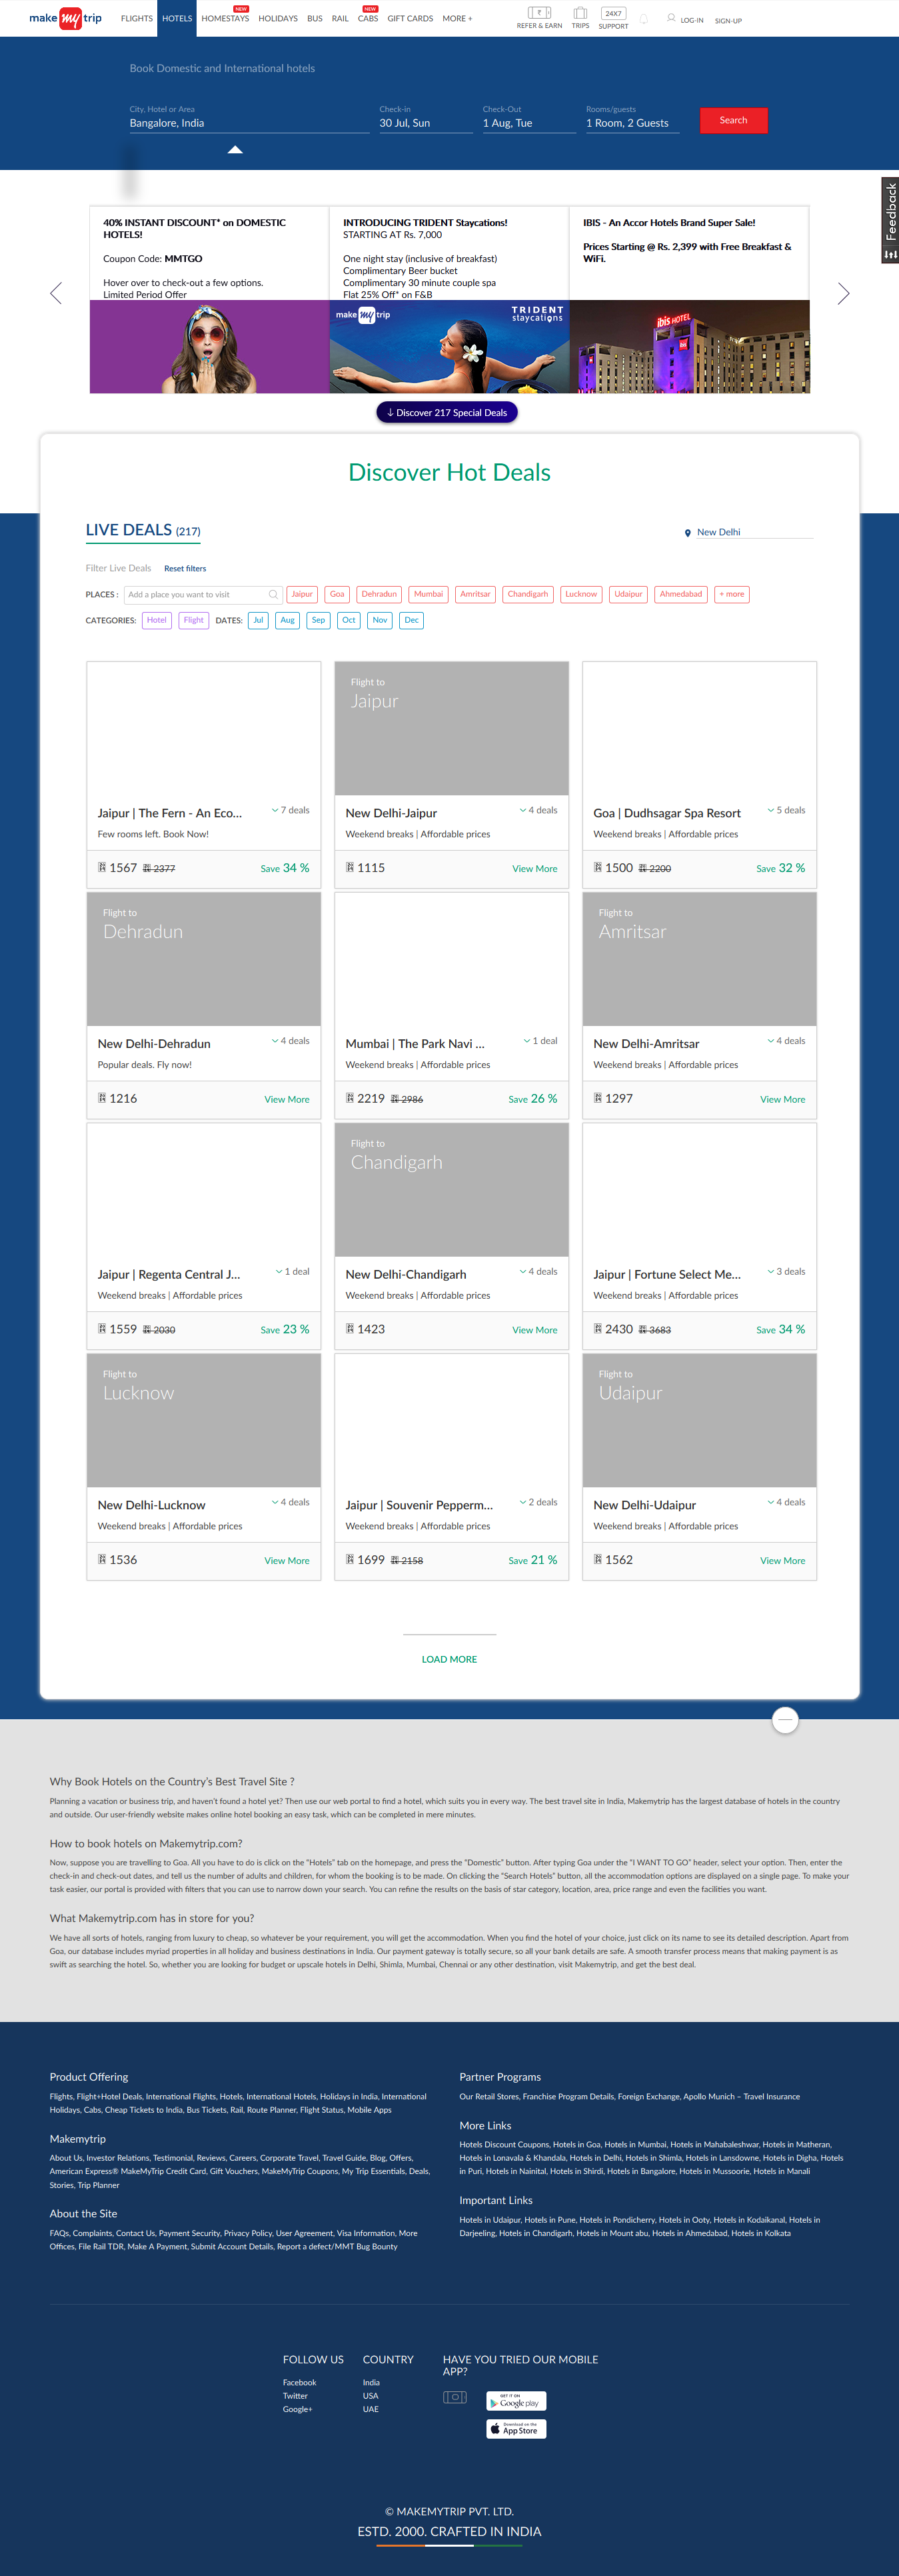 make my trip
FLIGHTS HOTELS HOMESTAYS HOLIDAYS BUS RAIL CABS GIFT CARDS MORE +
NEW NEW
REFER & EARN TRIPS 24X7 SUPPORT LOG-IN SIGN-UP
Book Domestic and International hotels
City, Hotel or Area Check-in Check-Out Rooms/guests
Bangalore, India 30 Jul, Sun 1 Aug, Tue 1 Room, 2 Guests Search
Feedback
40% INSTANT DISCOUNT* on DOMESTIC
HOTELS!
Coupon Code: MMTGO
Hover over to check-out a few options.
Limited Period Offer
INTRODUCING TRIDENT Staycations!
STARTING AT Rs. 7,000
One night stay (inclusive of breakfast)
Complimentary Beer bucket
Complimentary 30 minute couple spa
Flat 25% Off* on F&B
make my trip
TRIDENT
staycations
IBIS - An Accor Hotels Brand Super Sale!
Prices Starting @ Rs. 2,399 with Free Breakfast &
WiFi.
ibis HOTEL
ibis
Discover 217 Special Deals
Discover Hot Deals
LIVE DEALS (217) New Delhi
Filter Live Deals Reset filters
PLACES : Add a place you want to visit Jaipur Goa Dehradun Mumbai Amritsar Chandigarh Lucknow Udaipur Ahmedabad + more
CATEGORIES: Hotel Flight DATES: Jul Aug Sep Oct Nov Dec
Jaipur | The Fern - An Eco... 7 deals
Few rooms left. Book Now!
1567 2377 Save 34 %
Flight to
Jaipur
New Delhi-Jaipur 4 deals
Weekend breaks | Affordable prices
1115 View More
Goa | Dudhsagar Spa Resort 5 deals
Weekend breaks | Affordable prices
1500 2200 Save 32 %
Flight to
Dehradun
New Delhi-Dehradun 4 deals
Popular deals. Fly now!
1216 View More
Mumbai | The Park Navi ... 1 deal
Weekend breaks | Affordable prices
2219 2986 Save 26 %
Flight to
Amritsar
New Delhi-Amritsar 4 deals
Weekend breaks | Affordable prices
1297 View More
Jaipur | Regenta Central J... 1 deal
Weekend breaks | Affordable prices
1559 2030 Save 23 %
Flight to
Chandigarh
New Delhi-Chandigarh 4 deals
Weekend breaks | Affordable prices
1423 View More
Jaipur | Fortune Select Me... 3 deals
Weekend breaks | Affordable prices
2430 3683 Save 34 %
Flight to
Lucknow
New Delhi-Lucknow 4 deals
Weekend breaks | Affordable prices
1536 View More
Jaipur | Souvenir Pepperm... 2 deals
Weekend breaks | Affordable prices
1699 2158 Save 21 %
Flight to
Udaipur
New Delhi-Udaipur 4 deals
Weekend breaks | Affordable prices
1562 View More
LOAD MORE
Why Book Hotels on the Country's Best Travel Site ?
Planning a vacation or business trip, and haven't found a hotel yet? Then use our web portal to find a hotel, which suits you in every way. The best travel site in India, Makemytrip has the largest database of hotels in the country
and outside. Our user-friendly website makes online hotel booking an easy task, which can be completed in mere minutes.
How to book hotels on Makemytrip.com?
Now, suppose you are travelling to Goa. All you have to do is click on the "Hotels" tab on the homepage, and press the "Domestic" button. After typing Goa under the "I WANT TO GO" header, select your option. Then, enter the
check-in and check-out dates, and tell us the number of adults and children, for whom the booking is to be made. On clicking the "Search Hotels" button, all the accommodation options are displayed on a single page. To make your
task easier, our portal is provided with filters that you can use to narrow down your search. You can refine the results on the basis of star category, location, area, price range and even the facilities you want.
What Makemytrip.com has in store for you?
We have all sorts of hotels, ranging from luxury to cheap, so whatever be your requirement, you will get the accommodation. When you find the hotel of your choice, just click on its name to see its detailed description. Apart from
Goa, our database includes myriad properties in all holiday and business destinations in India. Our payment gateway is totally secure, so all your bank details are safe. A smooth transfer process means that making payment is as
swift as searching the hotel. So, whether you are looking for budget or upscale hotels in Delhi, Shimla, Mumbai, Chennai or any other destination, visit Makemytrip, and get the best deal.
Product Offering
Flights, Flight+Hotel Deals, International Flights, Hotels, International Hotels, Holidays in India, International
Holidays, Cabs, Cheap Tickets to India, Bus Tickets, Rail, Route Planner, Flight Status, Mobile Apps
Makemytrip
About Us, Investor Relations, Testimonial, Reviews, Careers, Corporate Travel, Travel Guide, Blog, Offers,
American Express® MakeMyTrip Credit Card, Gift Vouchers, MakeMyTrip Coupons, My Trip Essentials, Deals,
Stories, Trip Planner
About the Site
FAQs, Complaints, Contact Us, Payment Security, Privacy Policy, User Agreement, Visa Information, More
Offices, File Rail TDR, Make A Payment, Submit Account Details, Report a defect/MMT Bug Bounty
Partner Programs
Our Retail Stores, Franchise Program Details, Foreign Exchange, Apollo Munich – Travel Insurance
More Links
Hotels Discount Coupons, Hotels in Goa, Hotels in Mumbai, Hotels in Mahabaleshwar, Hotels in Matheran,
Hotels in Lonavala & Khandala, Hotels in Delhi, Hotels in Shimla, Hotels in Lansdowne, Hotels in Digha, Hotels
in Puri, Hotels in Nainital, Hotels in Shirdi, Hotels in Bangalore, Hotels in Mussoorie, Hotels in Manali
Important Links
Hotels in Udaipur, Hotels in Pune, Hotels in Pondicherry, Hotels in Ooty, Hotels in Kodaikanal, Hotels in
Darjeeling, Hotels in Chandigarh, Hotels in Mount abu, Hotels in Ahmedabad, Hotels in Kolkata
FOLLOW US
Facebook
Twitter
Google+
COUNTRY
India
USA
UAE
HAVE YOU TRIED OUR MOBILE
APP?
GET IT ON
Google play
Download on the
App Store
© MAKEMYTRIP PVT. LTD.
ESTD. 2000. CRAFTED IN INDIA